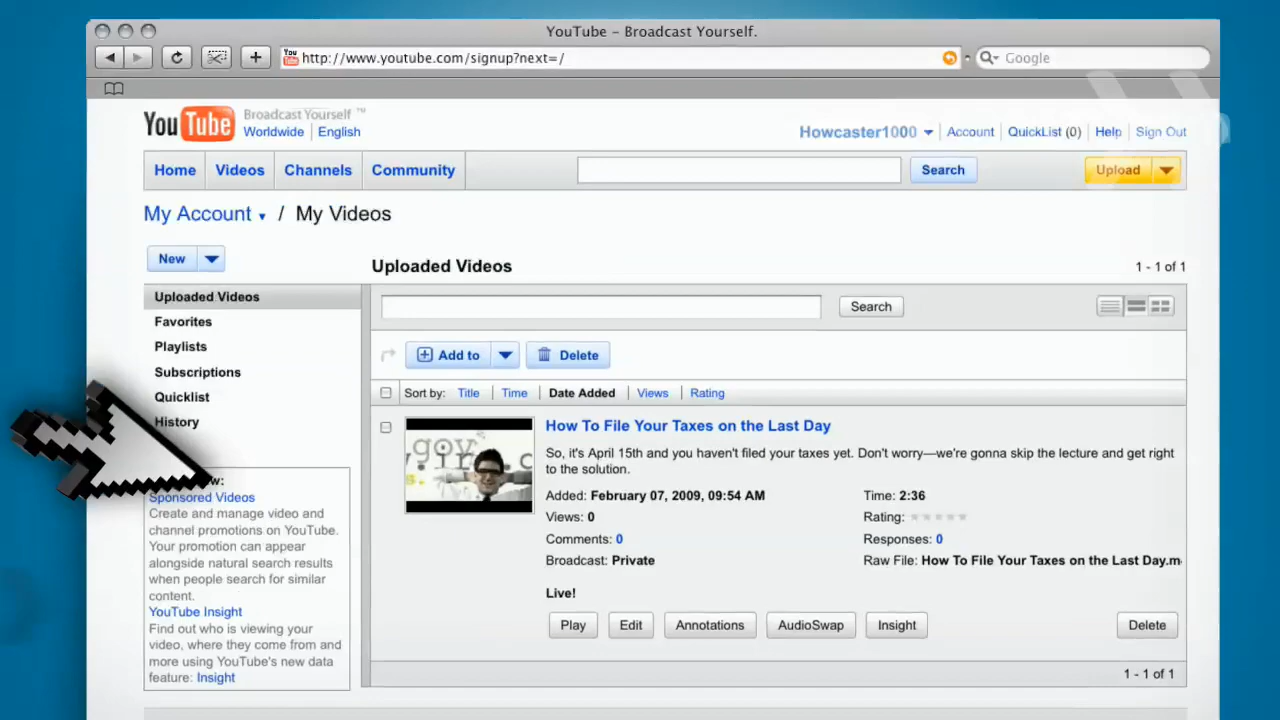 YouTube – Broadcast Yourself.
http://www.youtube.com/signup?next=/
Google
You Tube
Broadcast Yourself ™
Worldwide | English
Howcaster1000 | Account | QuickList (0) | Help | Sign Out
Home Videos Channels Community
Search
Upload
My Account / My Videos
New
Uploaded Videos
1 - 1 of 1
Uploaded Videos
Favorites
Playlists
Subscriptions
Quicklist
History
Search
Add to
Delete
Sort by: Title | Time | Date Added | Views | Rating
How To File Your Taxes on the Last Day
So, it's April 15th and you haven't filed your taxes yet. Don't worry—we're gonna skip the lecture and get right
to the solution.
Added: February 07, 2009, 09:54 AM
Time: 2:36
Views: 0
Rating:
Comments: 0
Responses: 0
Broadcast: Private
Raw File: How To File Your Taxes on the Last Day.m
Live!
Play Edit Annotations AudioSwap Insight Delete
1 - 1 of 1
Sponsored Videos
Create and manage video and
channel promotions on YouTube.
Your promotion can appear
alongside natural search results
when people search for similar
content.
YouTube Insight
Find out who is viewing your
video, where they come from and
more using YouTube's new data
feature: Insight
gov